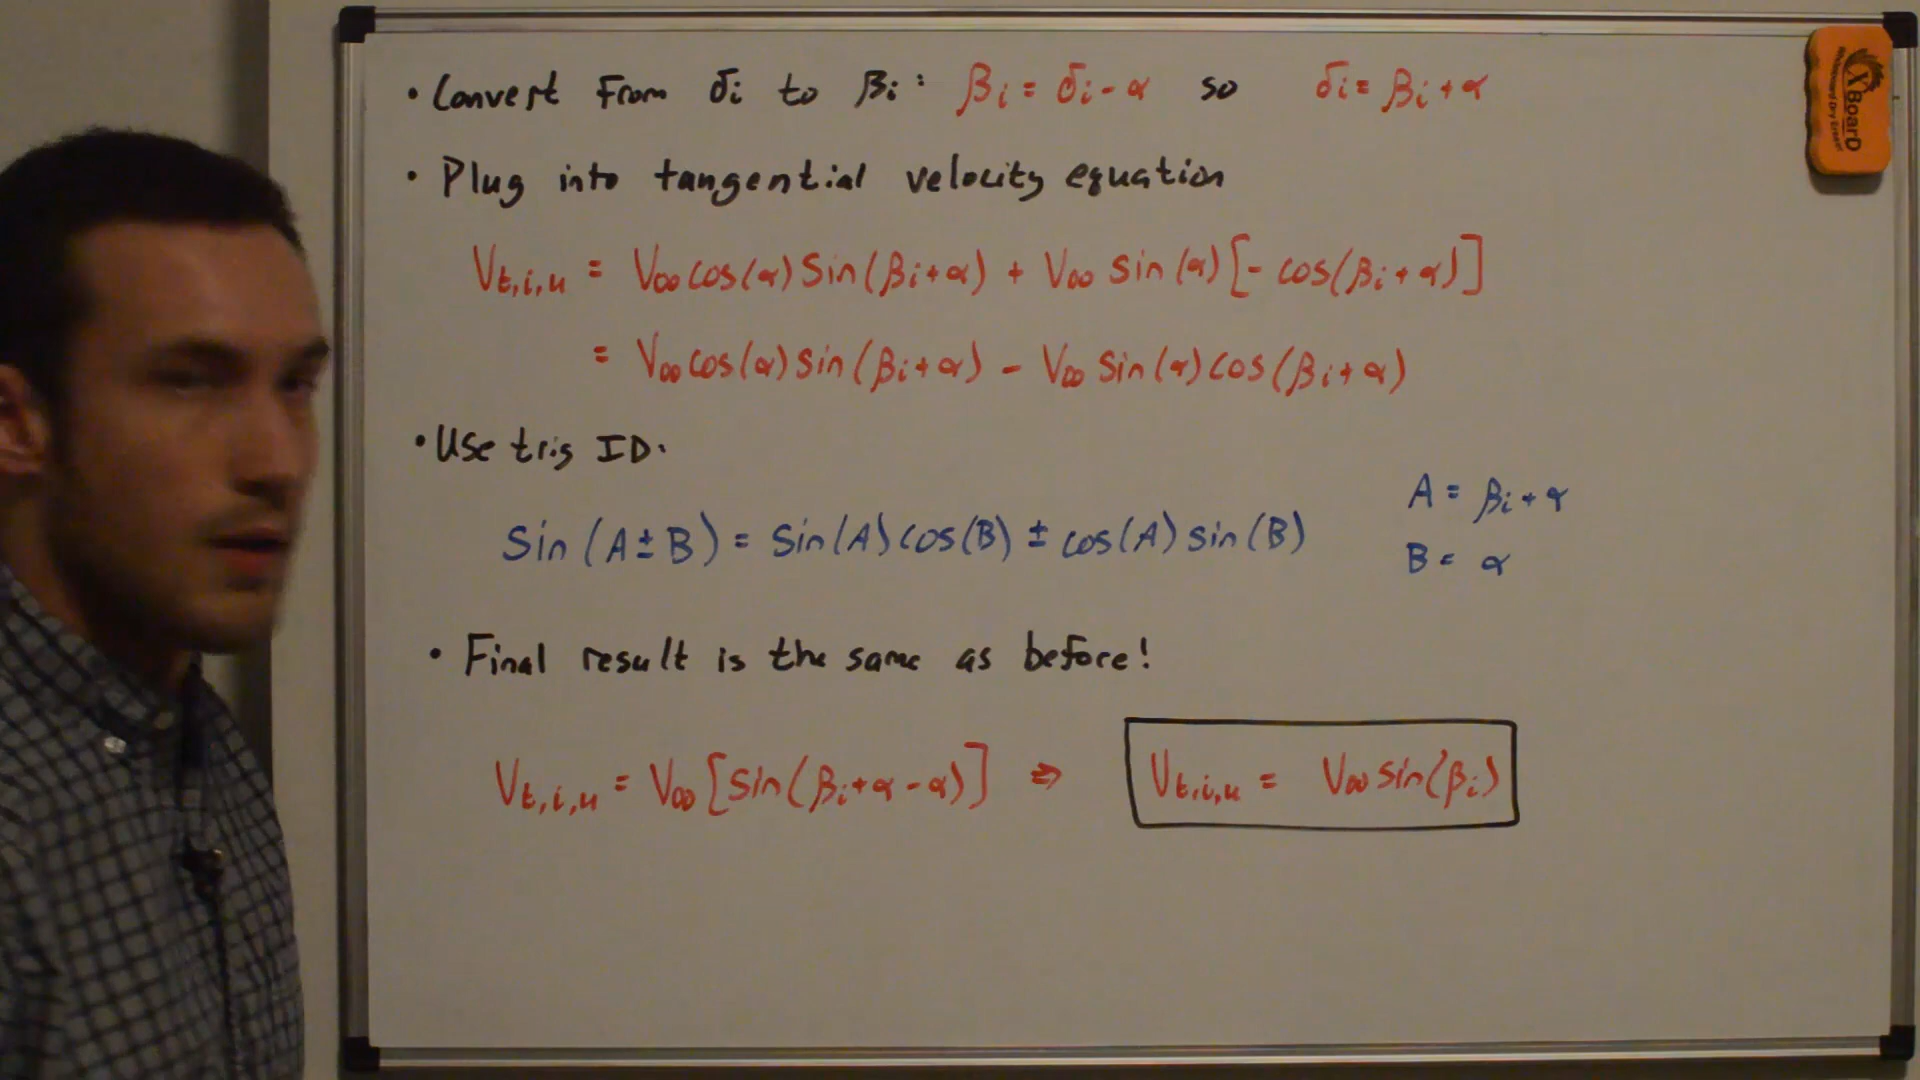 • Convert from δi to βi: βi = δi - α so δi = βi + α
• Plug into tangential velocity equation
Vt,i,u = V∞ cos(α) sin(βi + α) + V∞ sin(α) [- cos(βi + α)]
= V∞ cos(α) sin(βi + α) - V∞ sin(α) cos(βi + α)
• Use trig ID.
Sin (A ± B) = Sin(A) cos(B) ± cos(A) sin(B)
A = βi + α
B = α
• Final result is the same as before!
Vt,i,u = V∞ [sin(βi + α - α)] ⇒ Vt,i,u = V∞ sin(βi)
XBoarD